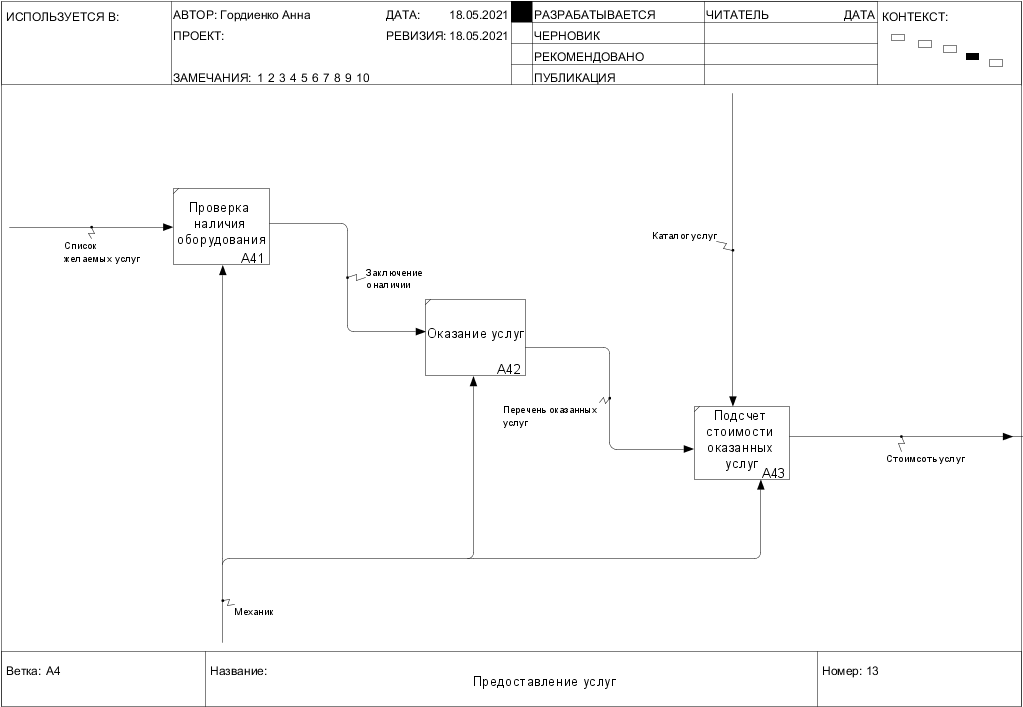 ИСПОЛЬЗУЕТСЯ В:
АВТОР: Гордиенко Анна
ДАТА: 18.05.2021
ПРОЕКТ:
РЕВИЗИЯ: 18.05.2021
ЗАМЕЧАНИЯ: 1 2 3 4 5 6 7 8 9 10
РАЗРАБАТЫВАЕТСЯ
ЧЕРНОВИК
РЕКОМЕНДОВАНО
ПУБЛИКАЦИЯ
ЧИТАТЕЛЬ ДАТА
КОНТЕКСТ:
Проверка
наличия
оборудования
A41
Список
желаемых услуг
Каталог услуг
Заключение
о наличии
Оказание услуг
A42
Перечень оказанных
услуг
Подсчет
стоимости
оказанных
услуг
A43
Стоимсоть услуг
Механик
Ветка: A4
Название:
Предоставление услуг
Номер: 13